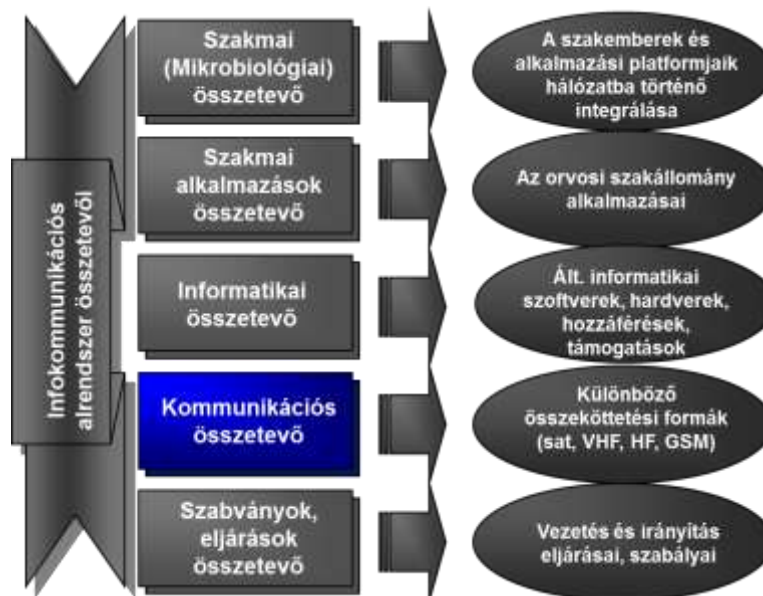 Infokommunikációs
alrendszer összetevői
Szakmai
(Mikrobiológiai)
összetevő
A szakemberek és
alkalmazási platformjaik
hálózatba történő
integrálása
Szakmai
alkalmazások
összetevő
Az orvosi szakállomány
alkalmazásai
Informatikai
összetevő
Ált. informatikai
szoftverek, hardverek,
hozzáférések,
támogatások
Kommunikációs
összetevő
Különböző
összeköttetési formák
(sat, VHF, HF, GSM)
Szabványok,
eljárások
összetevő
Vezetés és irányítás
eljárásai, szabályai